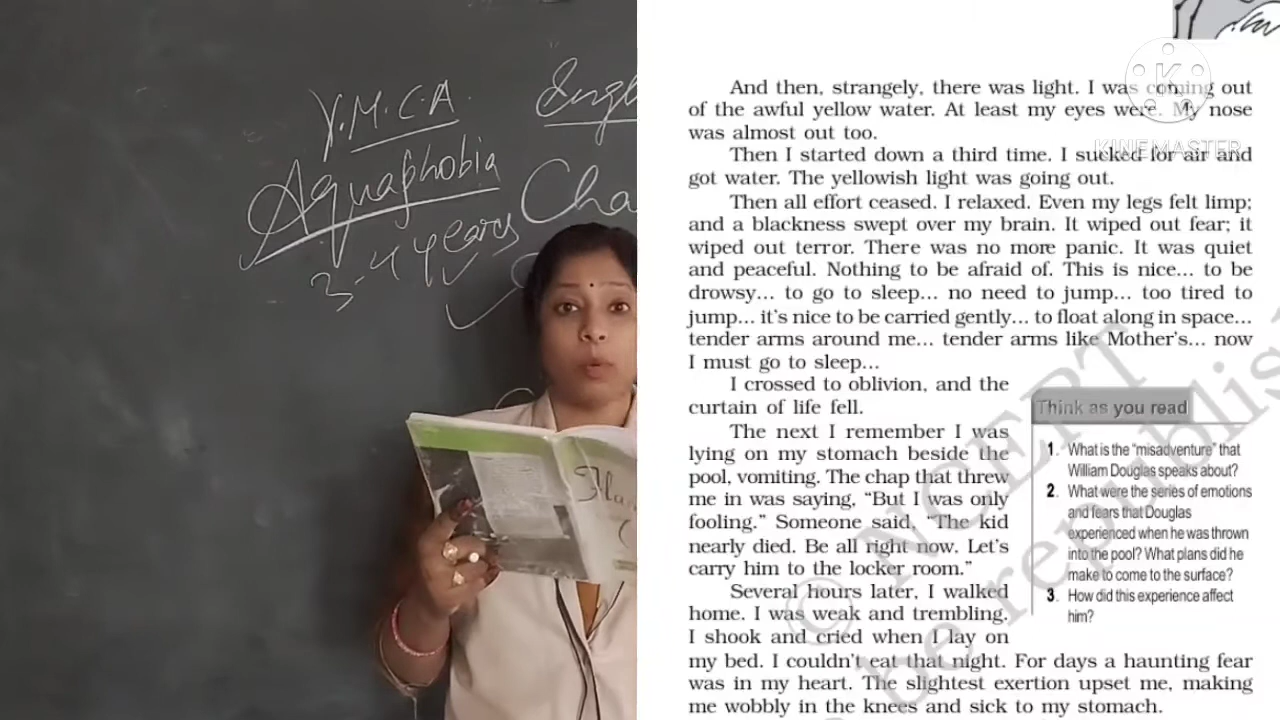 Y.M.C.A.
Aquaphobia
3-4 years
Engl
Cha
Flam
And then, strangely, there was light. I was coming out
of the awful yellow water. At least my eyes were. My nose
was almost out too.
Then I started down a third time. I sucked for air and
got water. The yellowish light was going out.
Then all effort ceased. I relaxed. Even my legs felt limp;
and a blackness swept over my brain. It wiped out fear; it
wiped out terror. There was no more panic. It was quiet
and peaceful. Nothing to be afraid of. This is nice... to be
drowsy... to go to sleep... no need to jump... too tired to
jump... it's nice to be carried gently... to float along in space...
tender arms around me... tender arms like Mother's... now
I must go to sleep...
I crossed to oblivion, and the
curtain of life fell.
The next I remember I was
lying on my stomach beside the
pool, vomiting. The chap that threw
me in was saying, “But I was only
fooling.” Someone said, “The kid
nearly died. Be all right now. Let's
carry him to the locker room.”
Several hours later, I walked
home. I was weak and trembling.
I shook and cried when I lay on
my bed. I couldn't eat that night. For days a haunting fear
was in my heart. The slightest exertion upset me, making
me wobbly in the knees and sick to my stomach.
Think as you read
1. What is the “misadventure” that
William Douglas speaks about?
2. What were the series of emotions
and fears that Douglas
experienced when he was thrown
into the pool? What plans did he
make to come to the surface?
3. How did this experience affect
him?
© NCERT
be republis
K
KINEMASTER